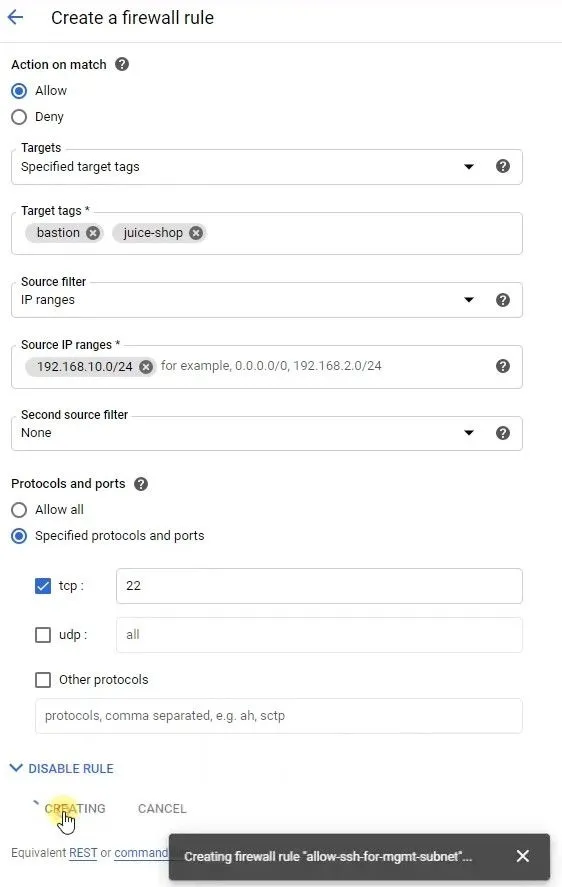 Create a firewall rule
Action on match
Allow
Deny
Targets
Specified target tags
Target tags *
bastion juice-shop
Source filter
IP ranges
Source IP ranges *
192.168.10.0/24 for example, 0.0.0.0/0, 192.168.2.0/24
Second source filter
None
Protocols and ports
Allow all
Specified protocols and ports
tcp : 22
udp : all
Other protocols
protocols, comma separated, e.g. ah, sctp
DISABLE RULE
CREATING CANCEL
Equivalent REST or command
Creating firewall rule "allow-ssh-for-mgmt-subnet"...